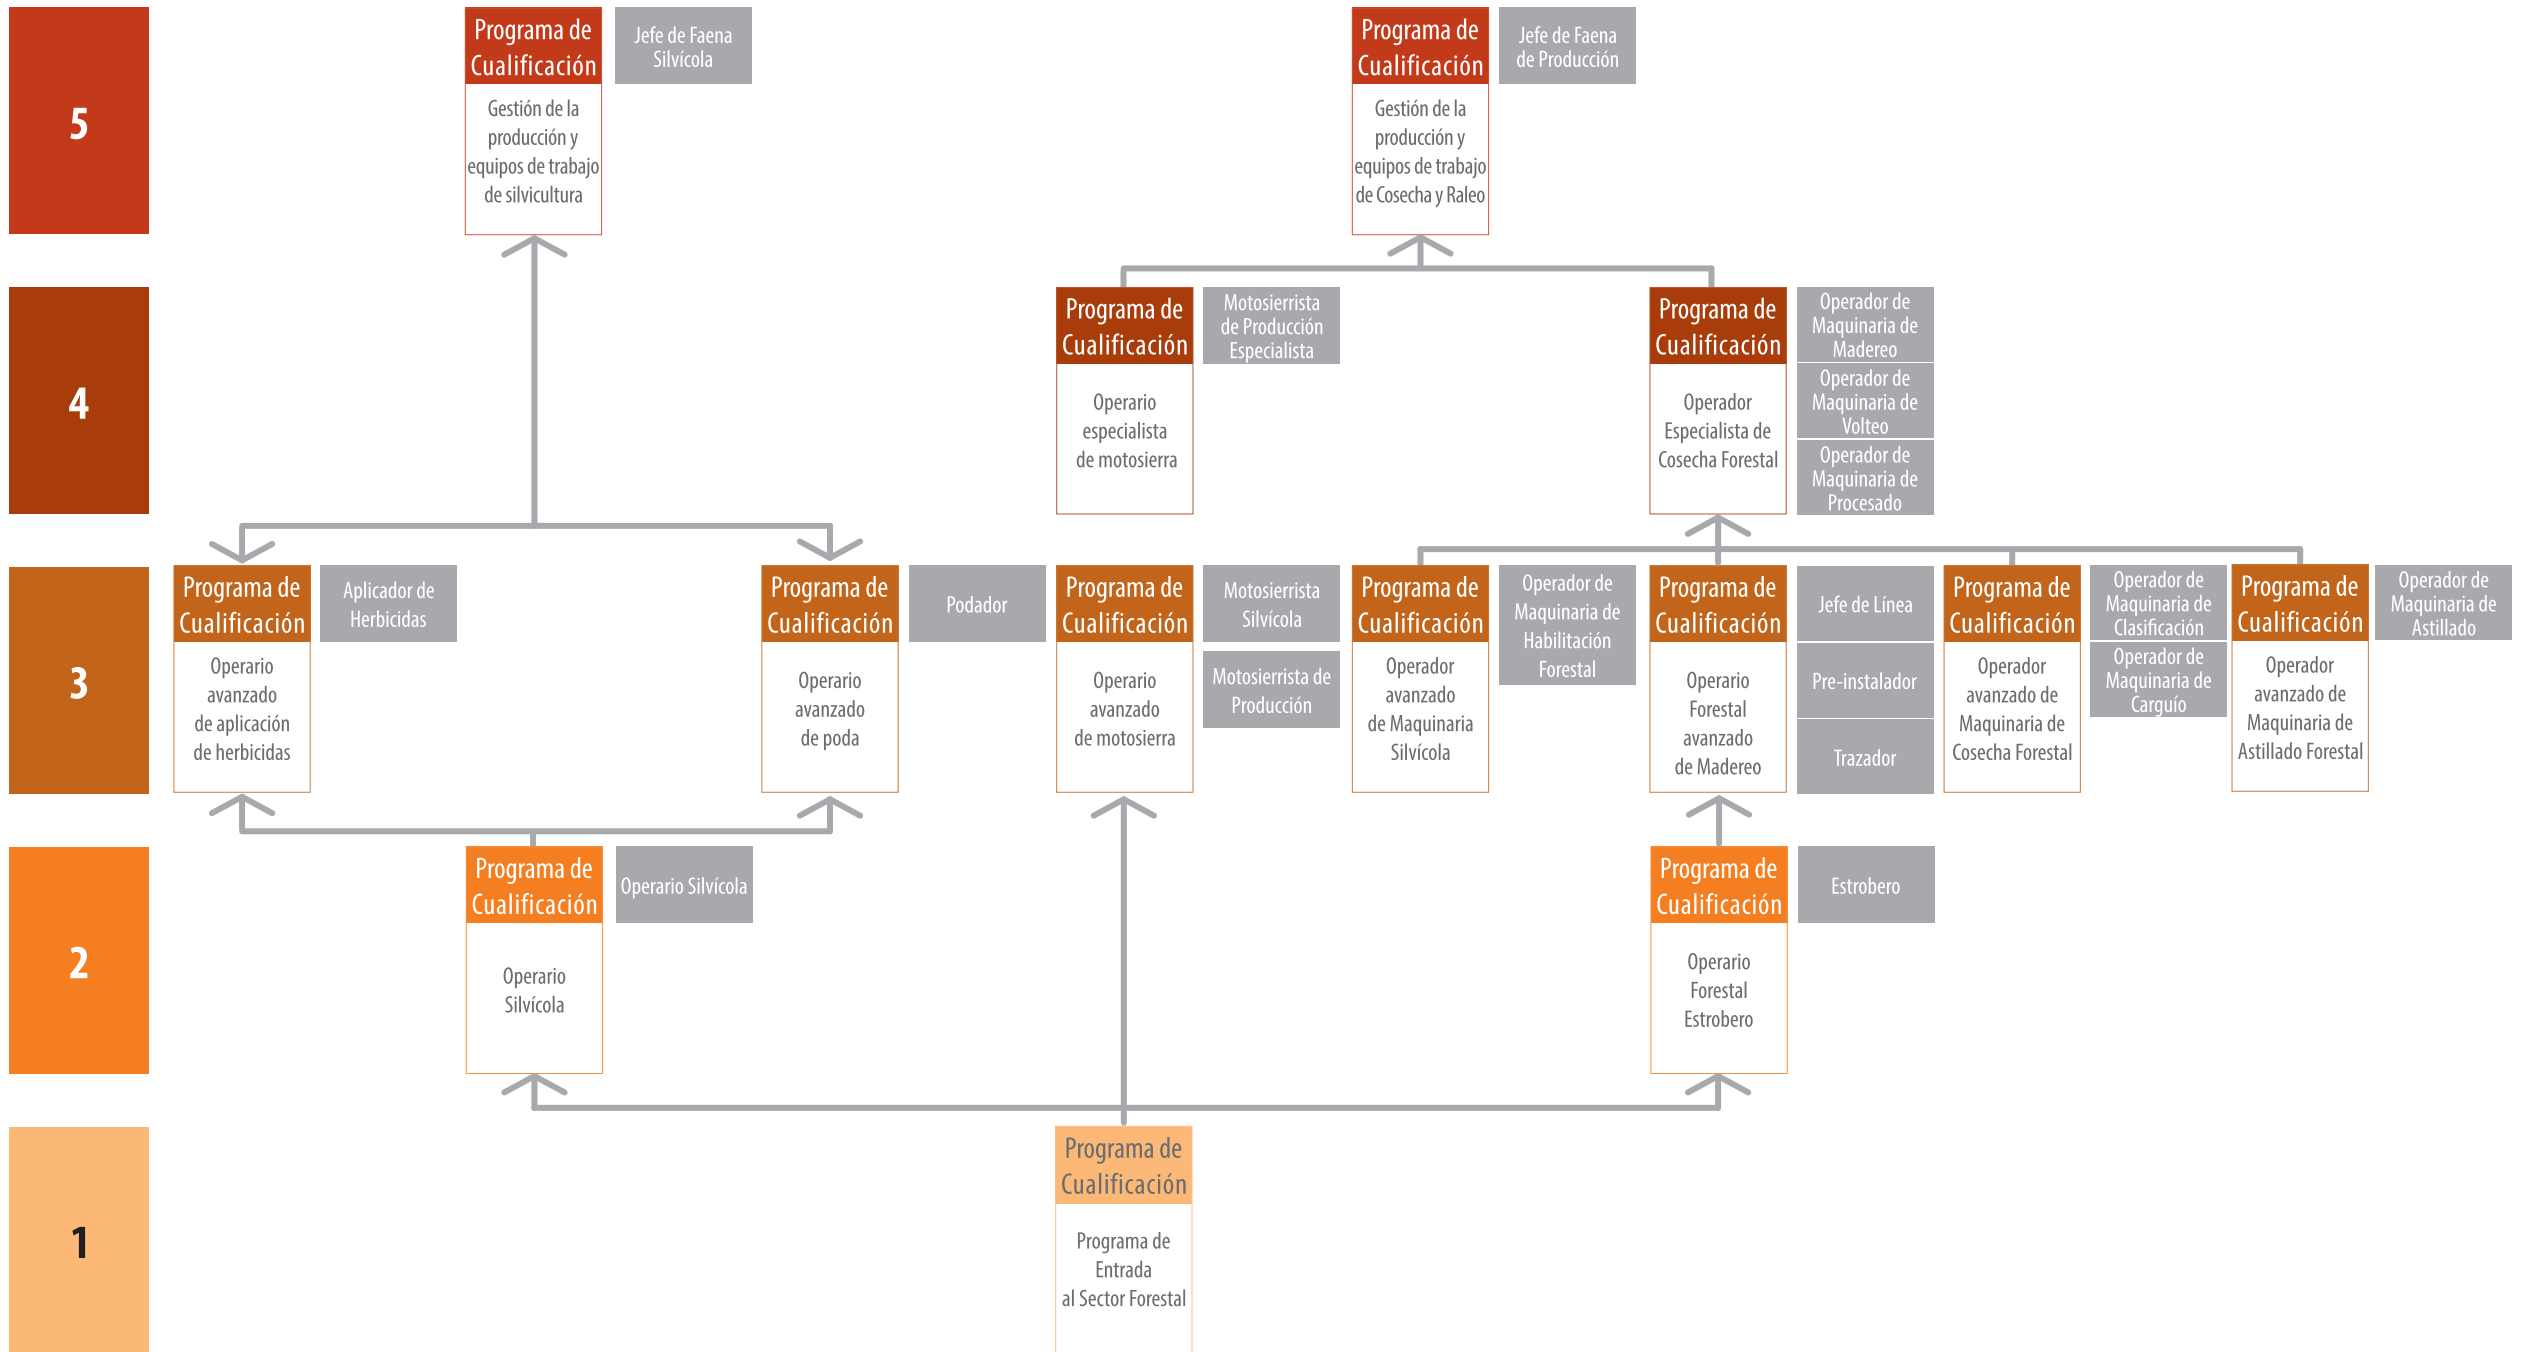 5
Programa de
Cualificación
Gestión de la
producción y
equipos de trabajo
de silvicultura
Jefe de Faena
Silvícola
Programa de
Cualificación
Gestión de la
producción y
equipos de trabajo
de Cosecha y Raleo
Jefe de Faena
de Producción
4
Programa de
Cualificación
Operario
especialista
de motosierra
Motosierrista
de Producción
Especialista
Programa de
Cualificación
Operador
Especialista de
Cosecha Forestal
Operador de
Maquinaria de
Madereo
Operador de
Maquinaria de
Volteo
Operador de
Maquinaria de
Procesado
3
Programa de
Cualificación
Operario
avanzado
de aplicación
de herbicidas
Aplicador de
Herbicidas
Programa de
Cualificación
Operario
avanzado
de poda
Podador
Programa de
Cualificación
Operario
avanzado
de motosierra
Motosierrista
Silvícola
Motosierrista de
Producción
Programa de
Cualificación
Operador
avanzado
de Maquinaria
Silvícola
Operador de
Maquinaria de
Habilitación
Forestal
Programa de
Cualificación
Operario
Forestal
avanzado
de Madereo
Jefe de Línea
Pre-instalador
Trazador
Programa de
Cualificación
Operador
avanzado de
Maquinaria de
Cosecha Forestal
Operador de
Maquinaria de
Clasificación
Operador de
Maquinaria de
Carguío
Programa de
Cualificación
Operador
avanzado de
Maquinaria de
Astillado Forestal
Operador de
Maquinaria de
Astillado
2
Programa de
Cualificación
Operario
Silvícola
Operario Silvícola
Programa de
Cualificación
Operario
Forestal
Estrobero
Estrobero
1
Programa de
Cualificación
Programa de
Entrada
al Sector Forestal